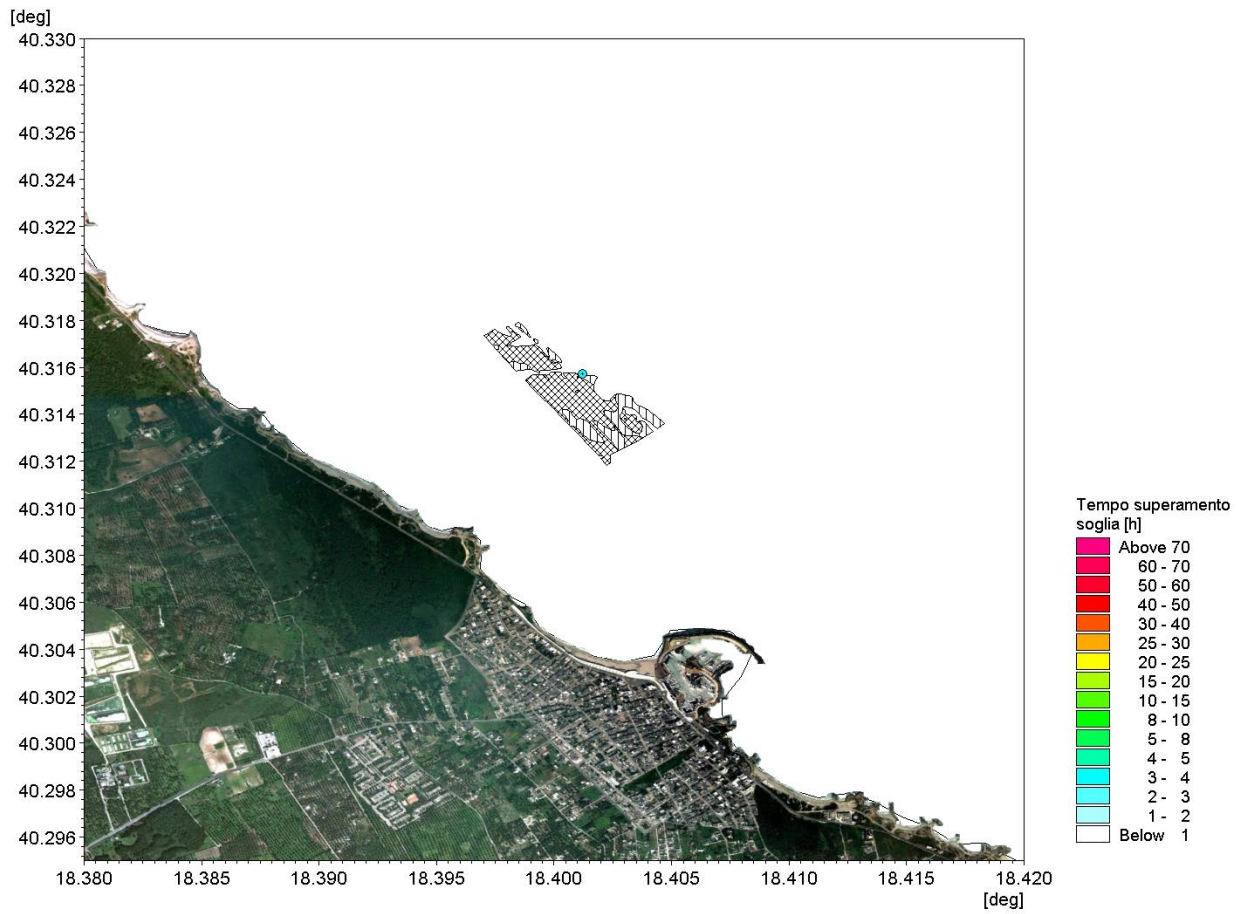 [deg]
40.330
40.328
40.326
40.324
40.322
40.320
40.318
40.316
40.314
40.312
40.310
40.308
40.306
40.304
40.302
40.300
40.298
40.296
18.380 18.385 18.390 18.395 18.400 18.405 18.410 18.415 18.420
[deg]
Tempo superamento
soglia [h]
Above 70
60 - 70
50 - 60
40 - 50
30 - 40
25 - 30
20 - 25
15 - 20
10 - 15
8 - 10
5 - 8
4 - 5
3 - 4
2 - 3
1 - 2
Below 1